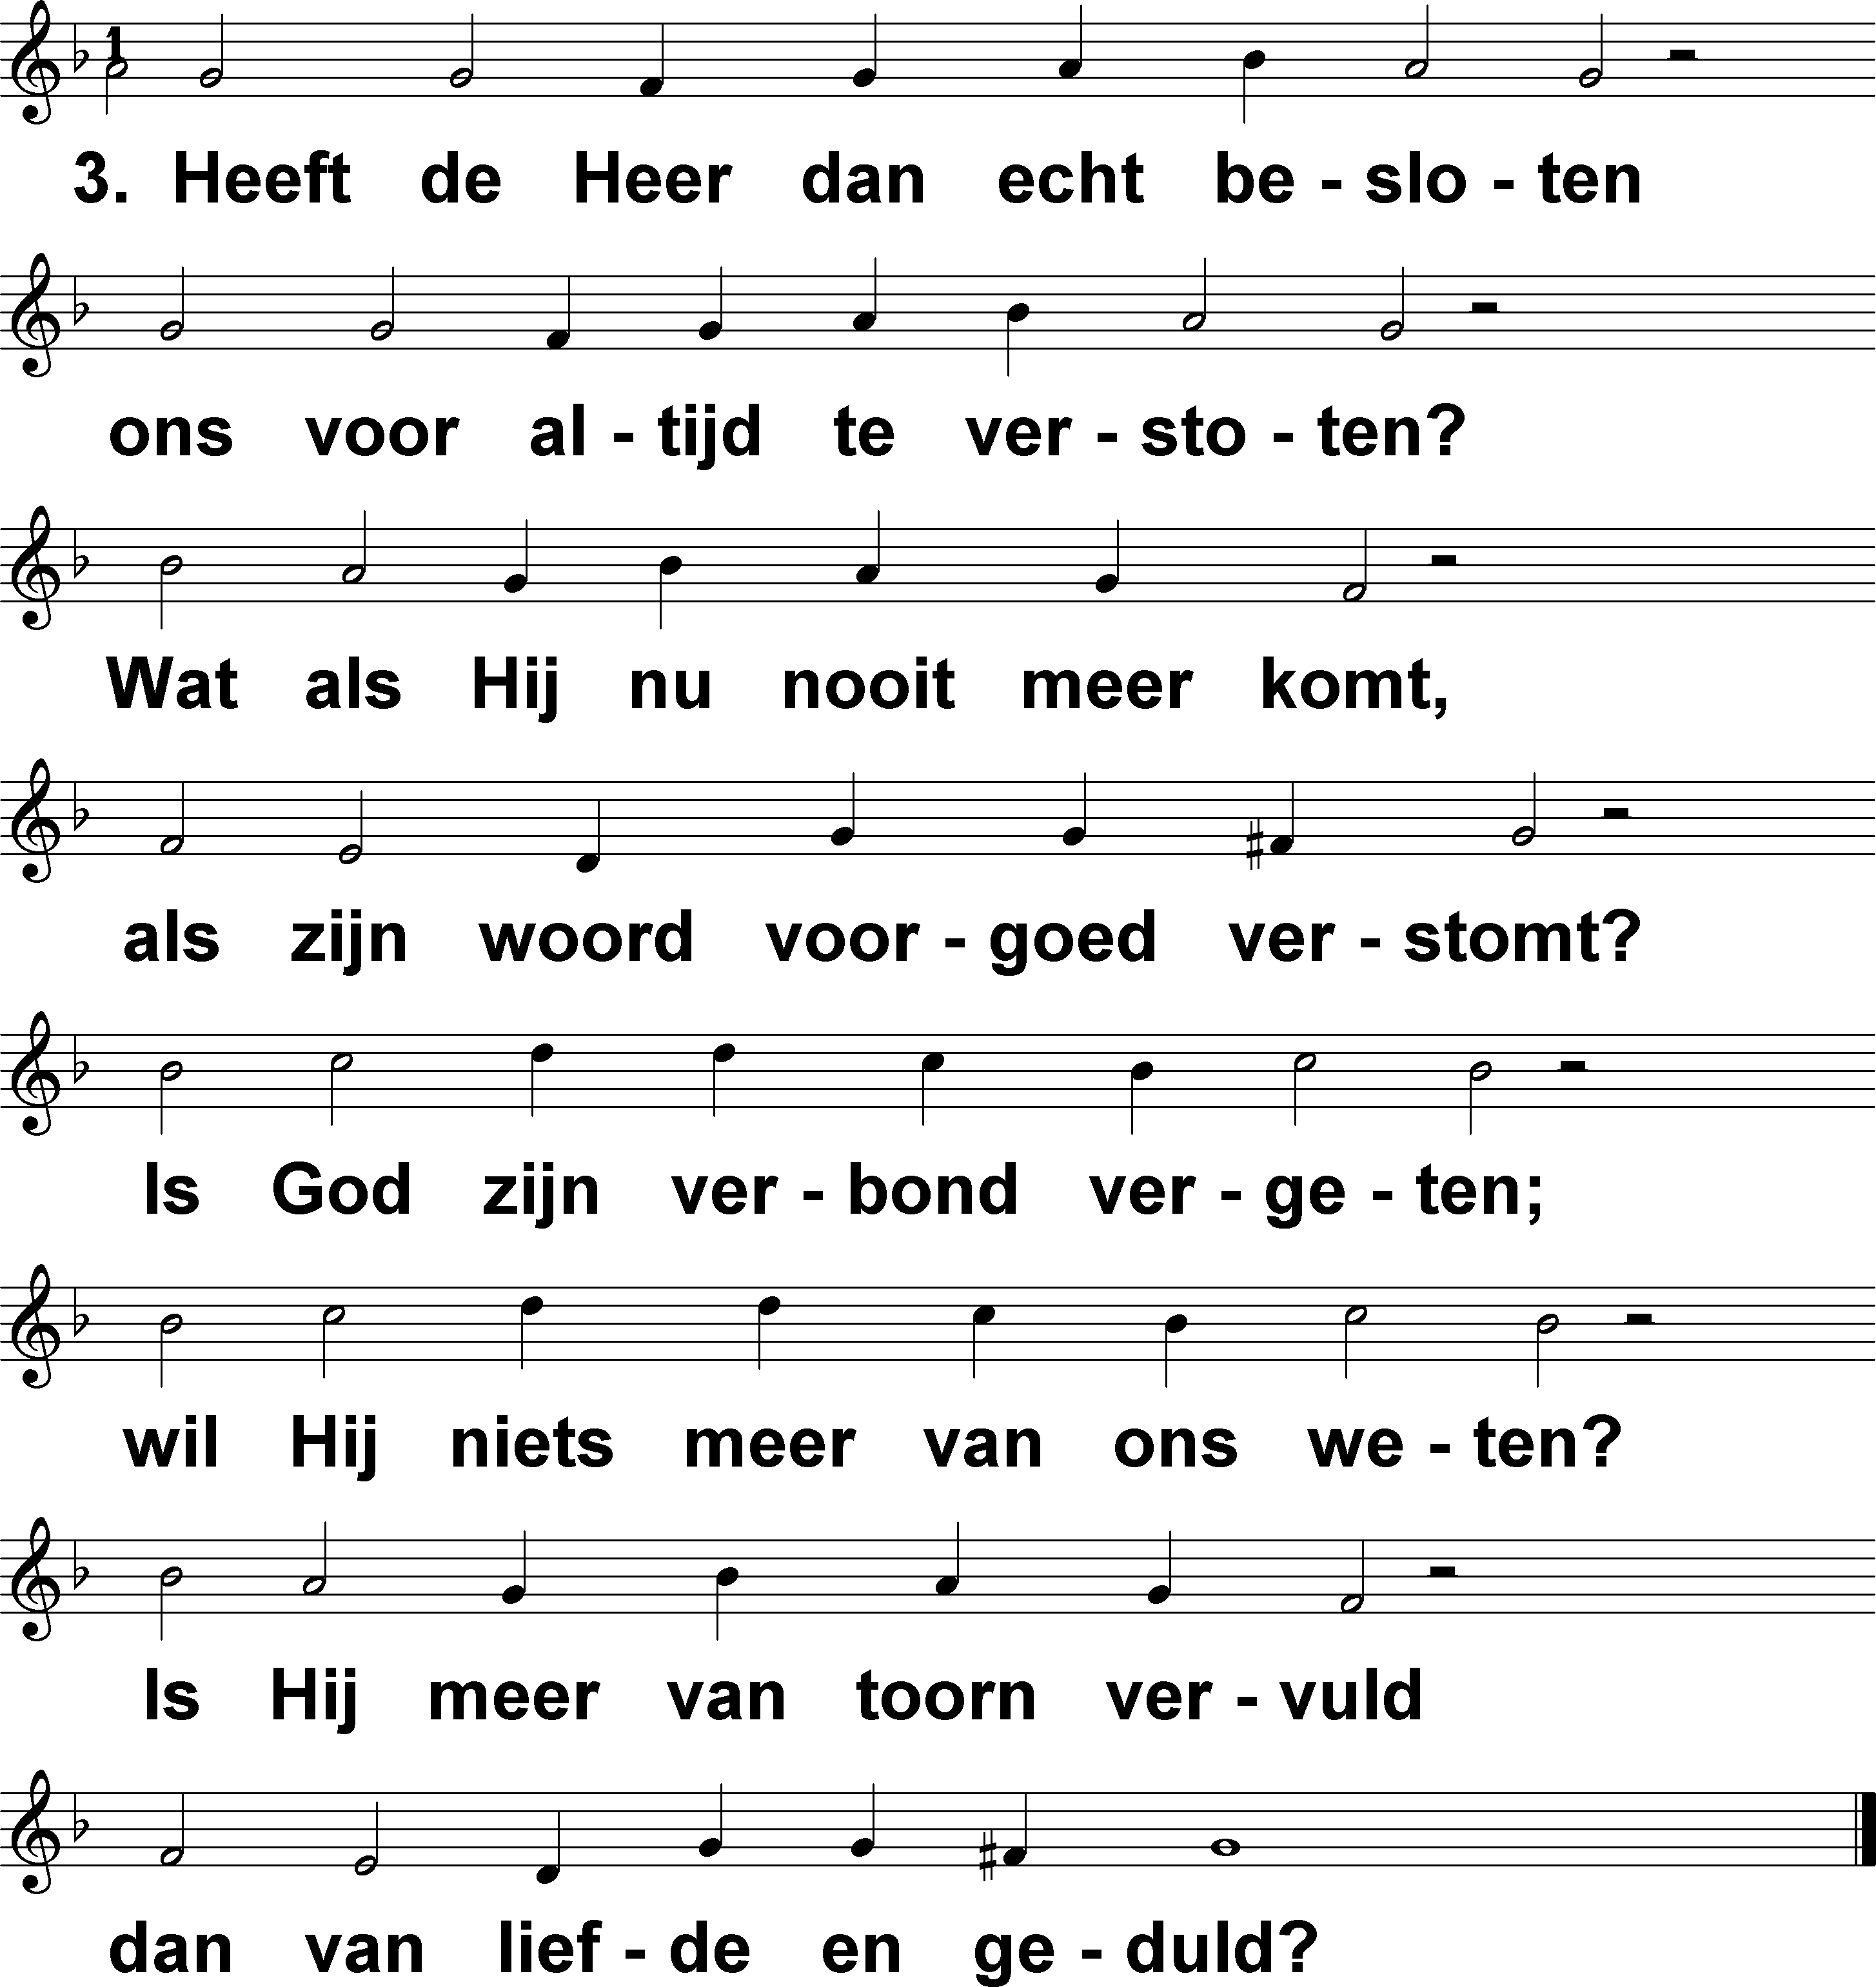 1
3. Heeft de Heer dan echt be - slo - ten
ons voor al - tijd te ver - sto - ten?
Wat als Hij nu nooit meer komt,
als zijn woord voor - goed ver - stomt?
Is God zijn ver - bond ver - ge - ten;
wil Hij niets meer van ons we - ten?
Is Hij meer van toorn ver - vuld
dan van lief - de en ge - duld?